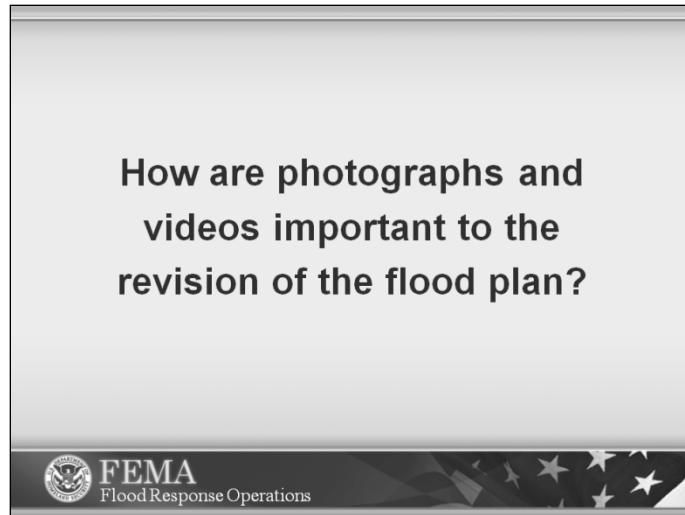 How are photographs and
videos important to the
revision of the flood plan?
FEMA
Flood Response Operations